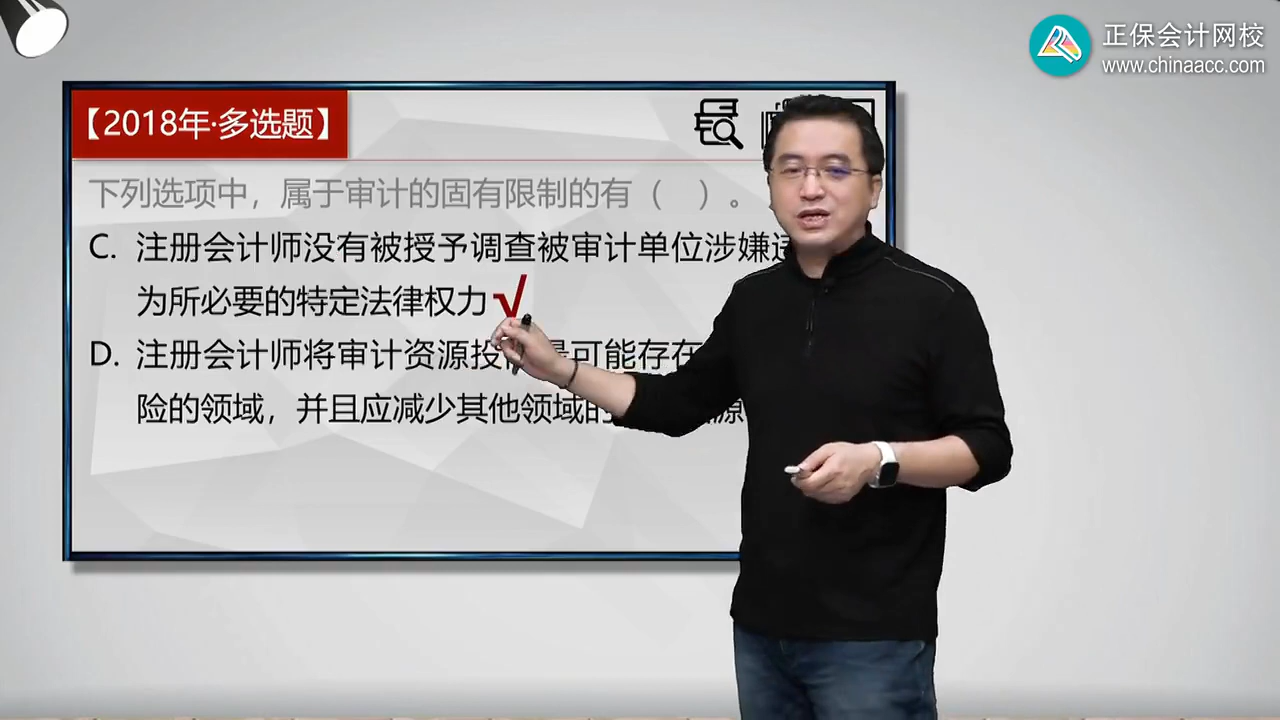 正保会计网校
www.chinaacc.com
【2018年·多选题】
下列选项中，属于审计的固有限制的有（ ）。
C. 注册会计师没有被授予调查被审计单位涉嫌违
为所必要的特定法律权力√
D. 注册会计师将审计资源投 可能存在
险的领域，并且应减少其他领域的 源